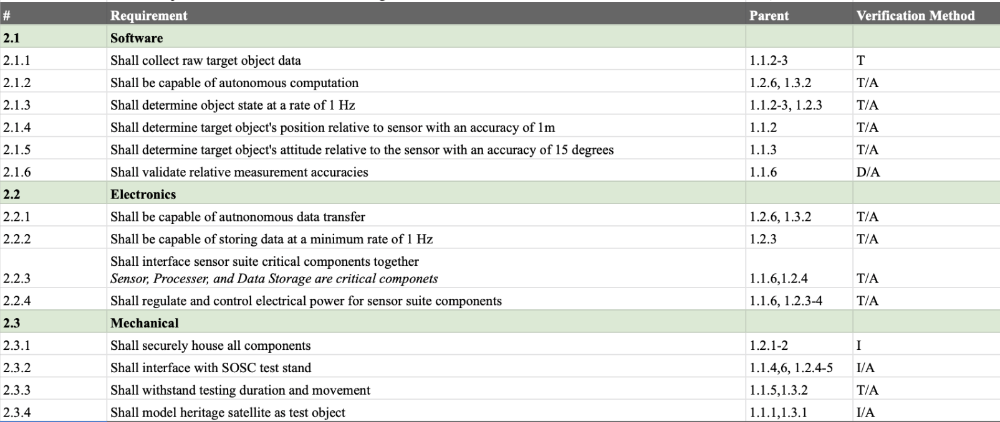 # Requirement Parent Verification Method
2.1 Software
2.1.1 Shall collect raw target object data 1.1.2-3 T
2.1.2 Shall be capable of autonomous computation 1.2.6, 1.3.2 T/A
2.1.3 Shall determine object state at a rate of 1 Hz 1.1.2-3, 1.2.3 T/A
2.1.4 Shall determine target object's position relative to sensor with an accuracy of 1m 1.1.2 T/A
2.1.5 Shall determine target object's attitude relative to the sensor with an accuracy of 15 degrees 1.1.3 T/A
2.1.6 Shall validate relative measurement accuracies 1.1.6 D/A
2.2 Electronics
2.2.1 Shall be capable of autnonomous data transfer 1.2.6, 1.3.2 T/A
2.2.2 Shall be capable of storing data at a minimum rate of 1 Hz 1.2.3 T/A
Shall interface sensor suite critical components together
2.2.3 Sensor, Processer, and Data Storage are critical componets 1.1.6,1.2.4 T/A
2.2.4 Shall regulate and control electrical power for sensor suite components 1.1.6, 1.2.3-4 T/A
2.3 Mechanical
2.3.1 Shall securely house all components 1.2.1-2 I
2.3.2 Shall interface with SOSC test stand 1.1.4,6, 1.2.4-5 I/A
2.3.3 Shall withstand testing duration and movement 1.1.5,1.3.2 T/A
2.3.4 Shall model heritage satellite as test object 1.1.1,1.3.1 I/A